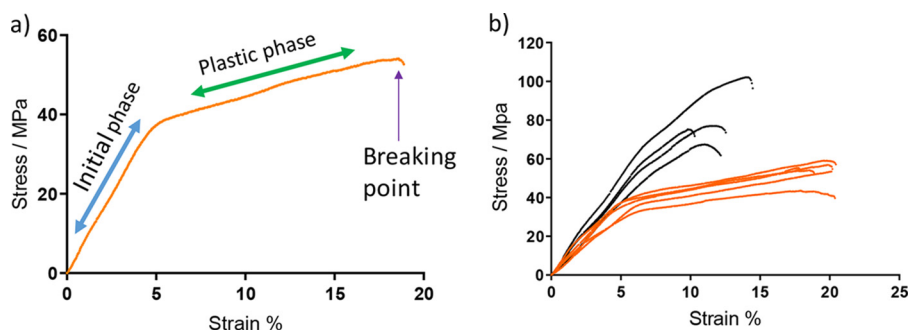 a)
60
40
20
0
Stress / MPa
Initial phase
Plastic phase
Breaking
point
0 5 10 15 20
Strain %
b)
120
100
80
60
40
20
0
Stress / Mpa
0 5 10 15 20 25
Strain %